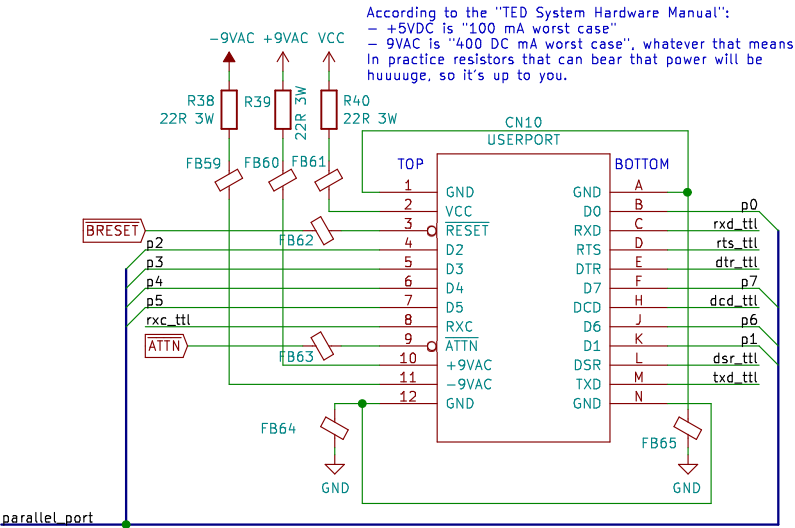 According to the "TED System Hardware Manual":
- +5VDC is "100 mA worst case"
- 9VAC is "400 DC mA worst case", whatever that means
In practice resistors that can bear that power will be
huuuge, so it's up to you.
-9VAC +9VAC VCC
R38 R39 R40
22R 3W 22R 3W 22R 3W
CN10
USERPORT
FB59 FB60 FB61
TOP BOTTOM
1 GND GND A
2 VCC D0 B p0
BRESET 3 RESET RXD C rxd_ttl
FB62
p2 4 D2 RTS D rts_ttl
p3 5 D3 DTR E dtr_ttl
p4 6 D4 D7 F p7
p5 7 D5 DCD H dcd_ttl
rxc_ttl 8 RXC D6 J p6
ATTN 9 ATTN D1 K p1
FB63
10 +9VAC DSR L dsr_ttl
11 -9VAC TXD M txd_ttl
12 GND GND N
FB64 FB65
GND GND
parallel_port